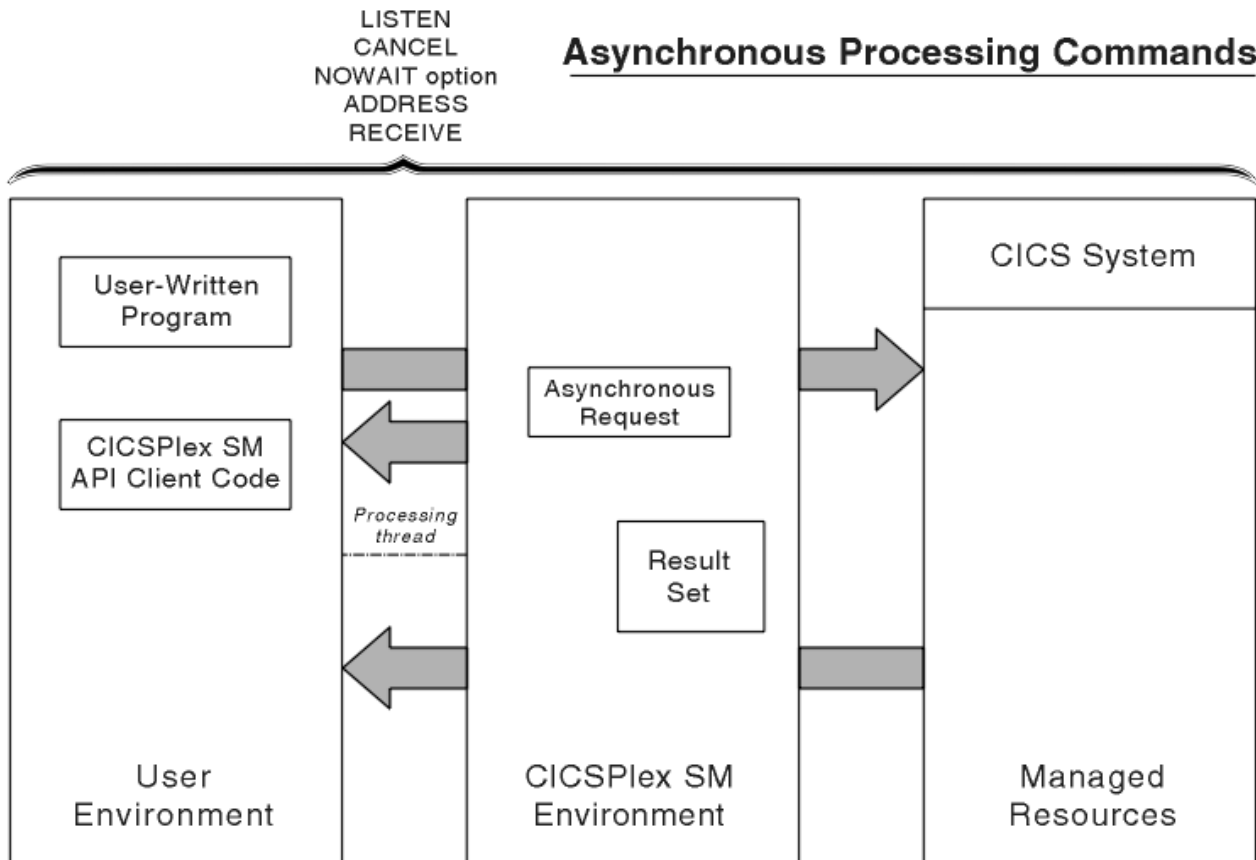 LISTEN
CANCEL
NOWAIT option
ADDRESS
RECEIVE
Asynchronous Processing Commands
User-Written
Program
CICSPlex SM
API Client Code
Processing
thread
User
Environment
Asynchronous
Request
Result
Set
CICSPlex SM
Environment
CICS System
Managed
Resources